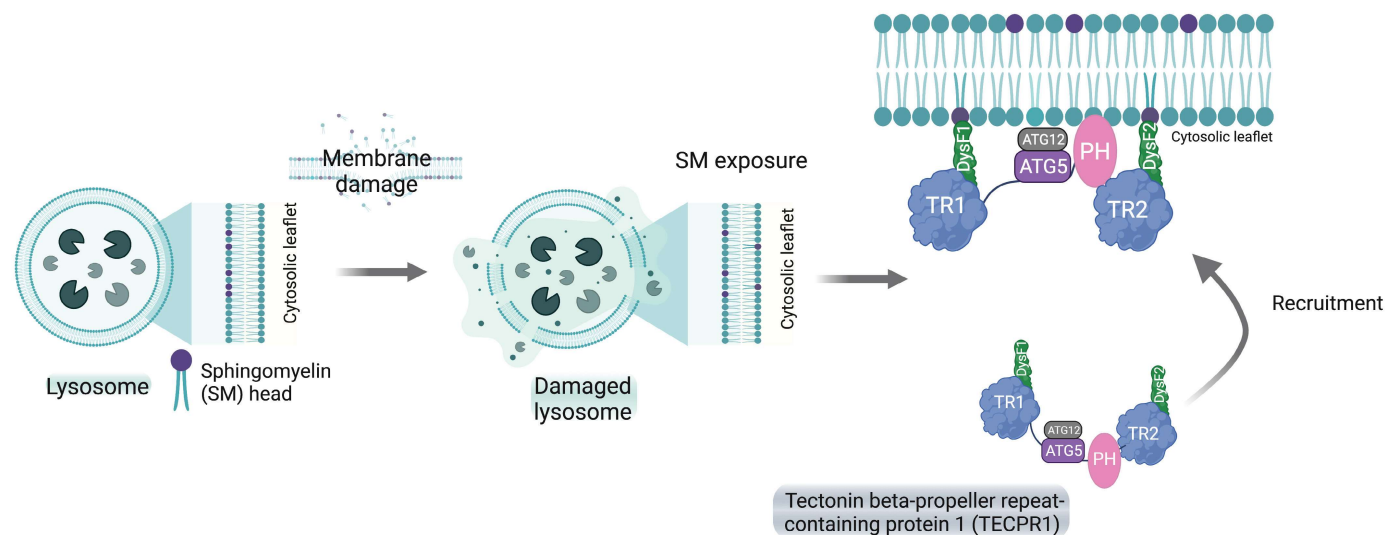 Membrane
damage
Lysosome
Cytosolic leaflet
Sphingomyelin
(SM) head
Damaged
lysosome
Cytosolic leaflet
SM exposure
DysF1
TR1
ATG12
ATG5
PH
DysF2
TR2
Cytosolic leaflet
Recruitment
DysF1
TR1
ATG12
ATG5
PH
DysF2
TR2
Tectonin beta-propeller repeat-
containing protein 1 (TECPR1)